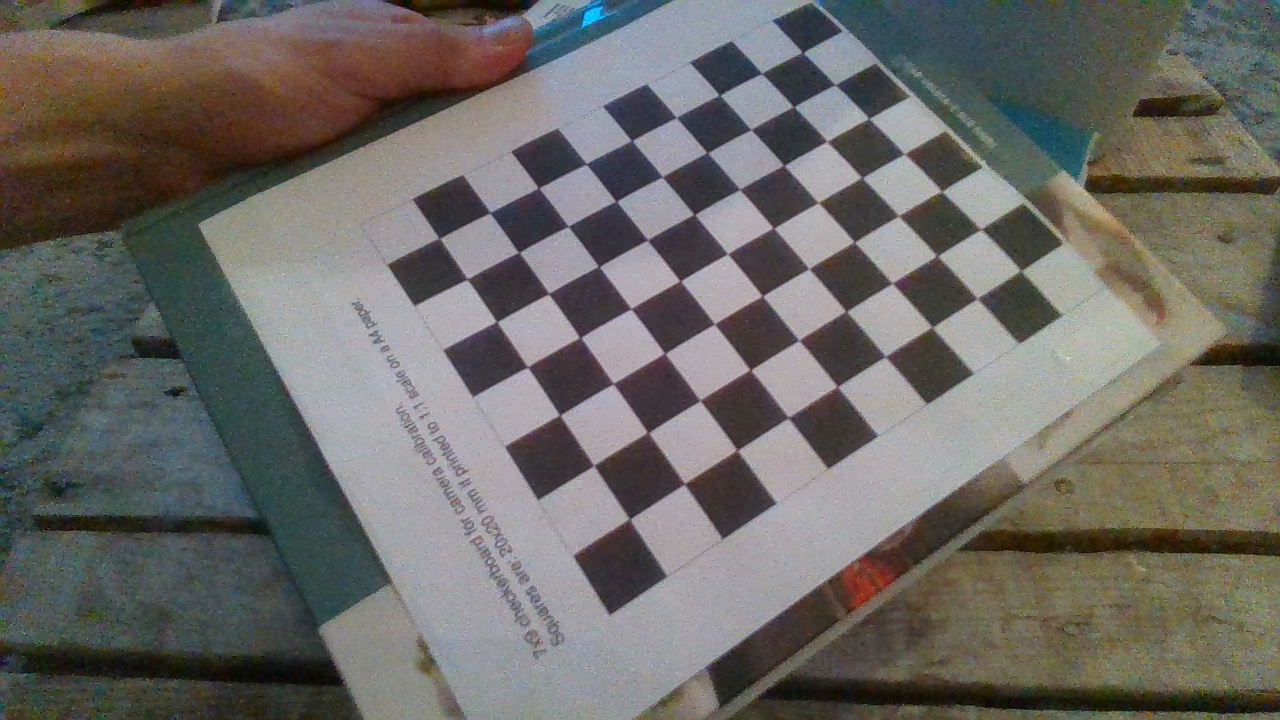 7x9 checkerboard for camera calibration.
Squares are: 20x20 mm if printed to 1:1 scale on a A4 paper.